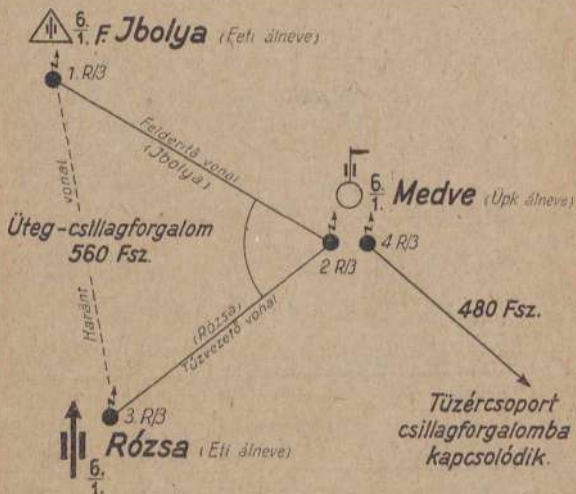 6.
1. F. Jbolya (Feti álneve)
1. R/3
Felderítő vonal
(Jbolya)
vonal
Haránt
6.
1. Medve (Üpk álneve)
Üteg-csillagforgalom
560 Fsz.
2 R/3
4 R/3
(Rózsa)
Tűzvezető vonal
480 Fsz.
3. R/3
Rózsa (Eti álneve)
6.
1.
Tüzércsoport
csillagforgalomba
kapcsolódik.